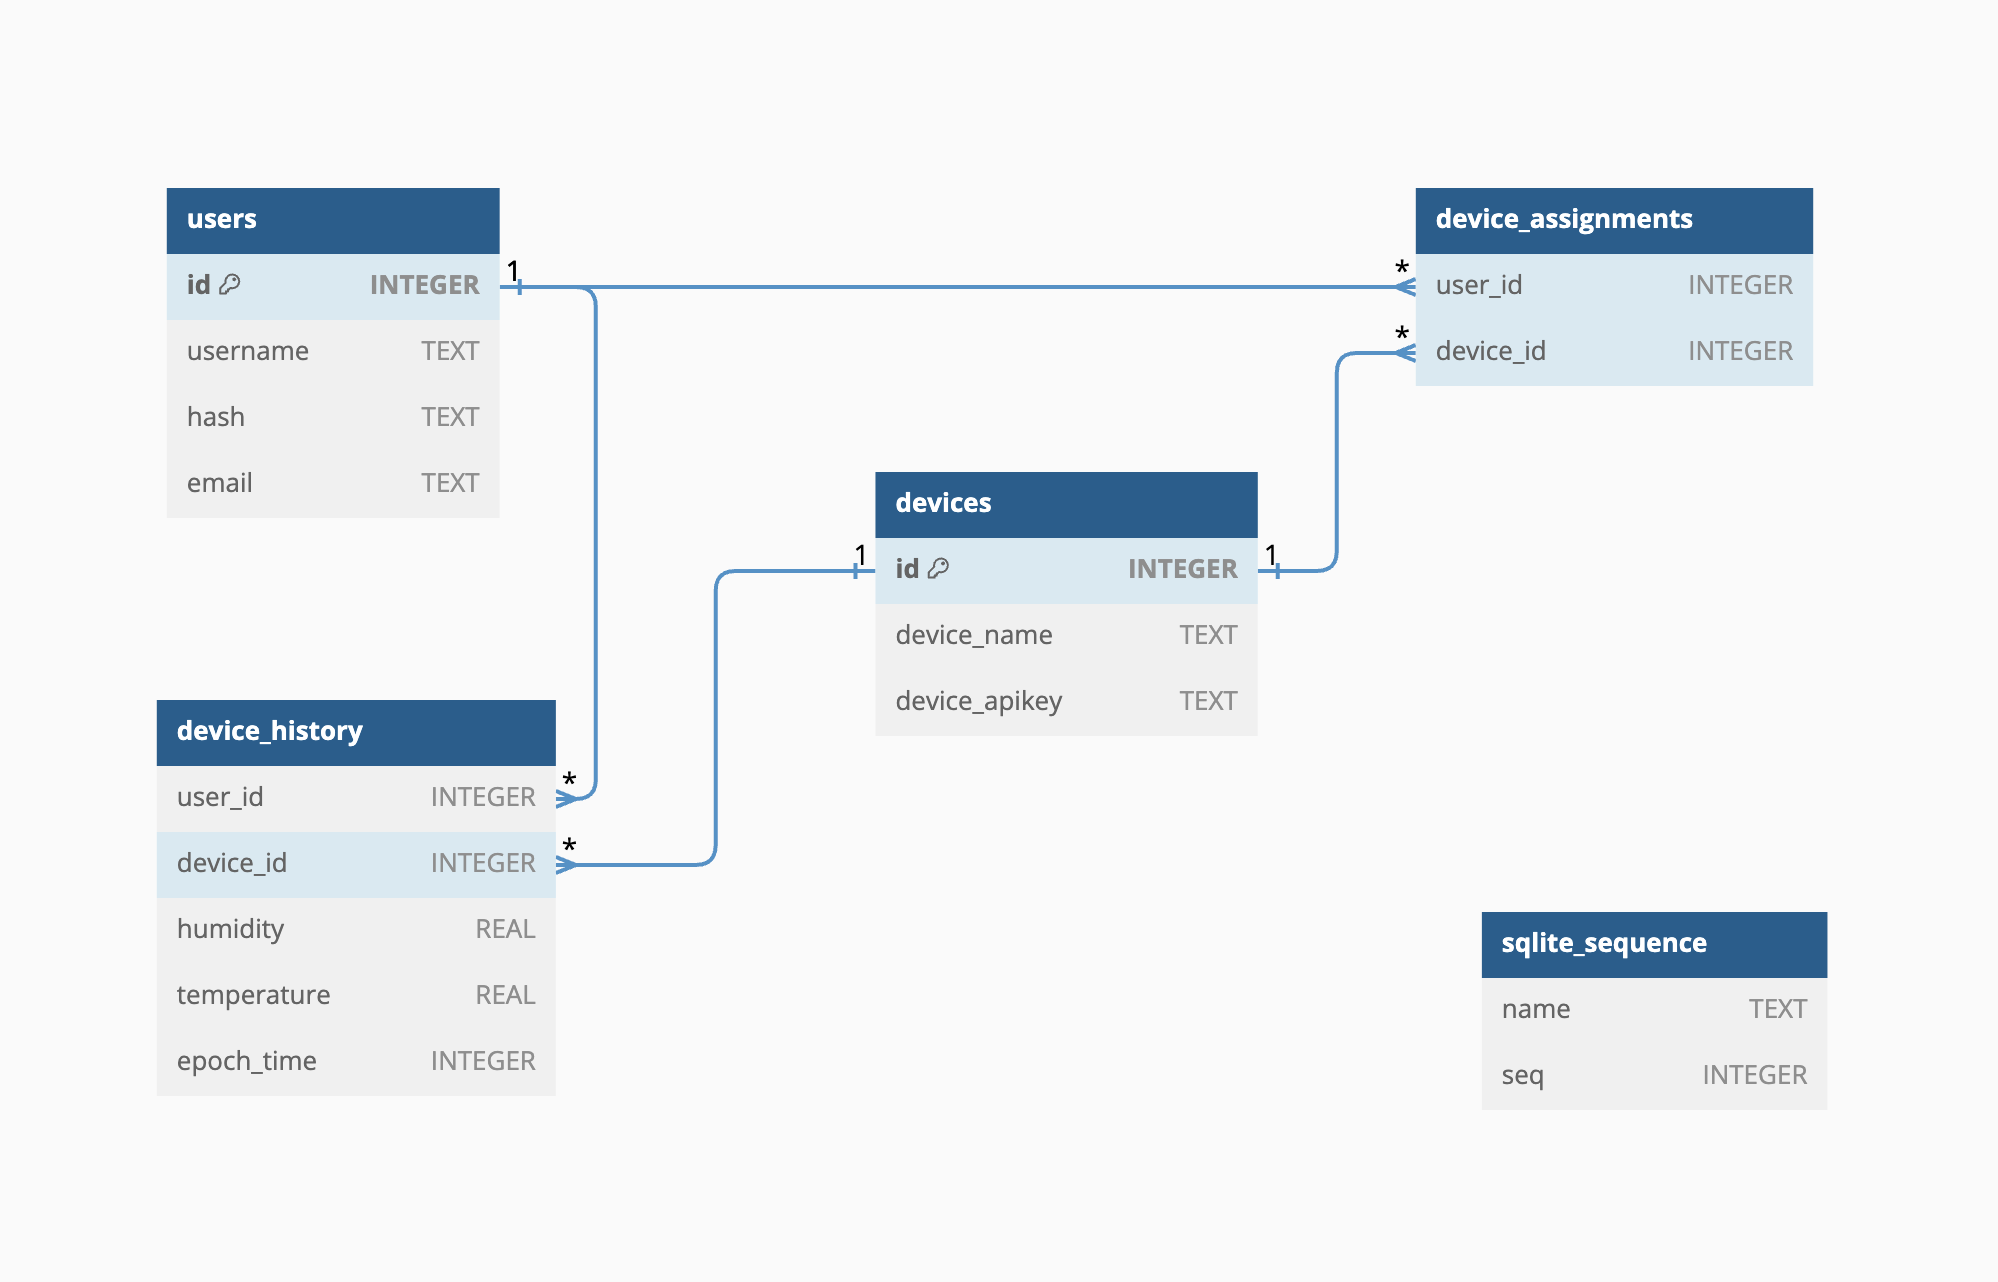 users
id INTEGER
username TEXT
hash TEXT
email TEXT
1
*
*
device_assignments
user_id INTEGER
device_id INTEGER
devices
1
1
id INTEGER
device_name TEXT
device_apikey TEXT
device_history
user_id INTEGER
device_id INTEGER
humidity REAL
temperature REAL
epoch_time INTEGER
*
*
sqlite_sequence
name TEXT
seq INTEGER